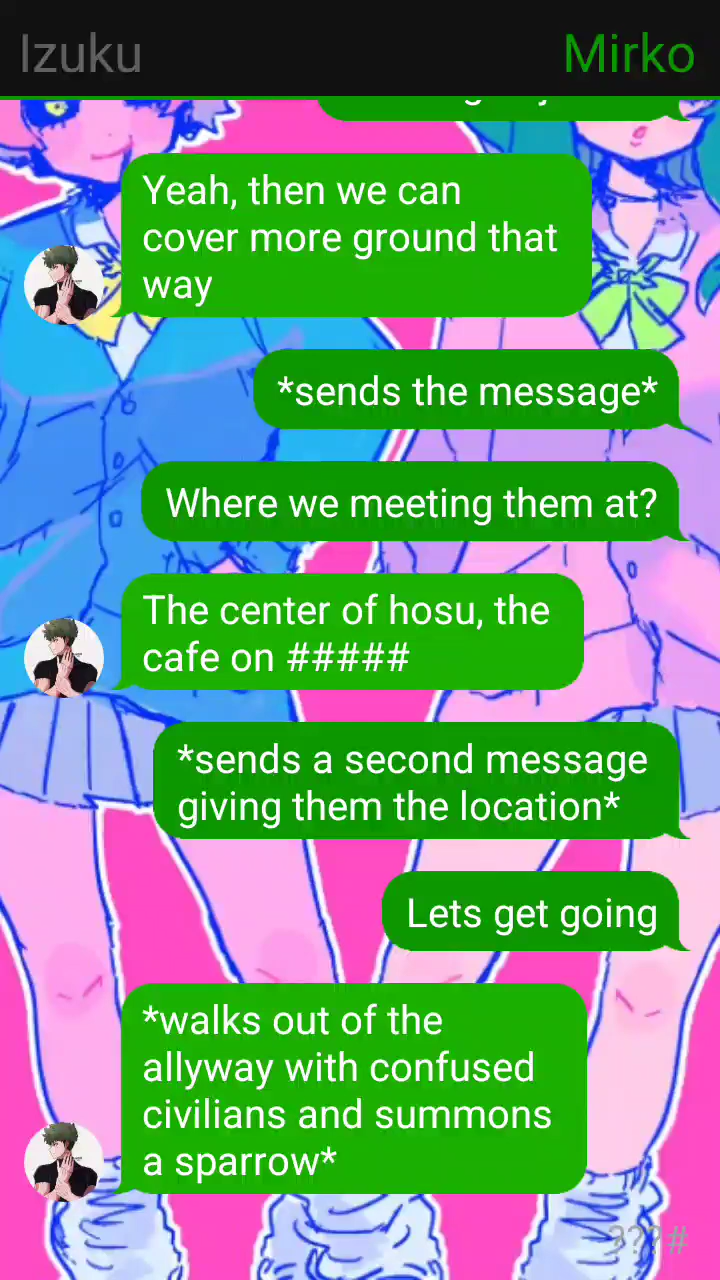 Izuku
Mirko
Yeah, then we can
cover more ground that
way
*sends the message*
Where we meeting them at?
The center of hosu, the
cafe on #####
*sends a second message
giving them the location*
Lets get going
*walks out of the
allyway with confused
civilians and summons
a sparrow*
???#